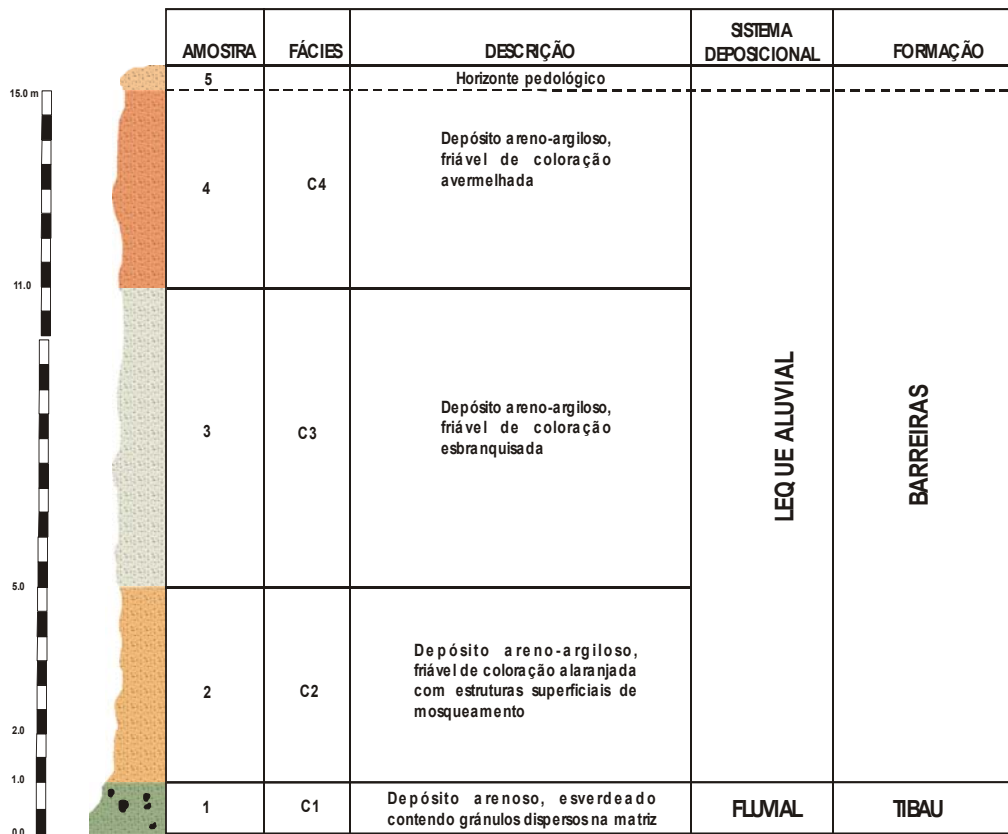 AMOSTRA FÁCIES DESCRIÇÃO SISTEMA DEPOSICIONAL FORMAÇÃO
5 Horizonte pedológico
15.0 m
4 C4 Depósito areno-argiloso,
friável de coloração
avermelhada
11.0
3 C3 Depósito areno-argiloso,
friável de coloração
esbranquisada
LEQUE ALUVIAL
BARREIRAS
5.0
2 C2 Depósito areno-argiloso,
friável de coloração alaranjada
com estruturas superficiais de
mosqueamento
2.0
1.0
1 C1 Depósito arenoso, esverdeado
contendo gránulos dispersos na matriz
FLUVIAL TIBAU
0.0